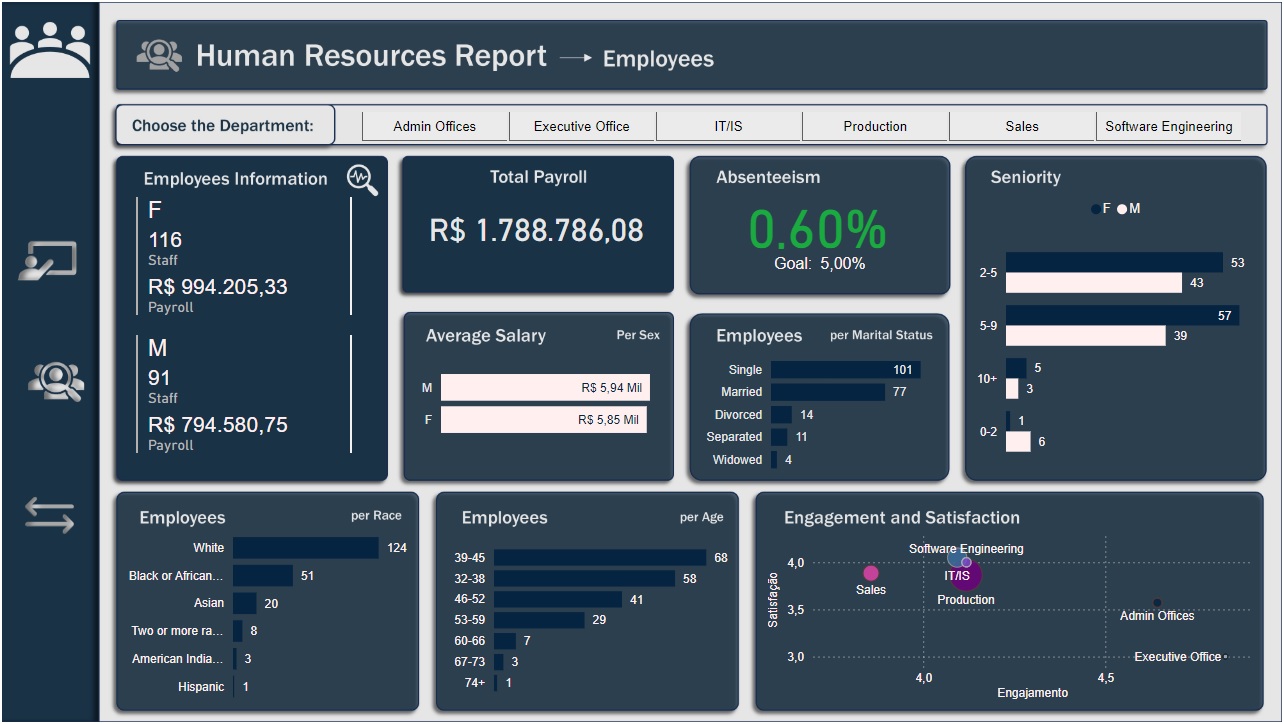 Human Resources Report → Employees
Choose the Department:
Admin Offices
Executive Office
IT/IS
Production
Sales
Software Engineering
Employees Information
F
116
Staff
R$ 994.205,33
Payroll
M
91
Staff
R$ 794.580,75
Payroll
Total Payroll
R$ 1.788.786,08
Absenteeism
0.60%
Goal: 5,00%
Seniority
F M
2-5 53
43
5-9 57
39
10+ 5
3
0-2 1
6
Average Salary Per Sex
M R$ 5,94 Mil
F R$ 5,85 Mil
Employees per Marital Status
Single 101
Married 77
Divorced 14
Separated 11
Widowed 4
Employees per Race
White 124
Black or African... 51
Asian 20
Two or more ra... 8
American India... 3
Hispanic 1
Employees per Age
39-45 68
32-38 58
46-52 41
53-59 29
60-66 7
67-73 3
74+ 1
Engagement and Satisfaction
Satisfação
4,0
3,5
3,0
Software Engineering
IT/IS
Sales
Production
Admin Offices
Executive Office
4,0 4,5
Engajamento